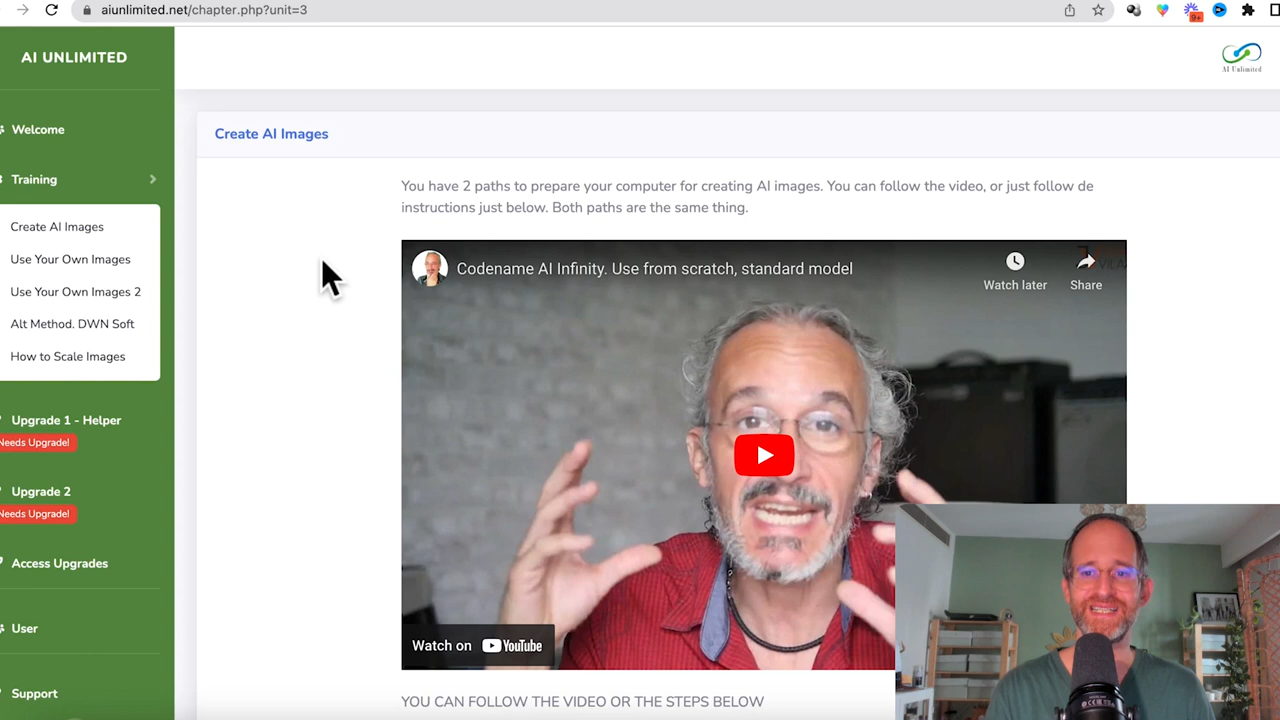 aiunlimited.net/chapter.php?unit=3
9+
AI UNLIMITED
AI Unlimited
Welcome
Training
Create AI Images
Use Your Own Images
Use Your Own Images 2
Alt Method. DWN Soft
How to Scale Images
Upgrade 1 - Helper
Needs Upgrade!
Upgrade 2
Needs Upgrade!
Access Upgrades
User
Support
Create AI Images
You have 2 paths to prepare your computer for creating AI images. You can follow the video, or just follow de
instructions just below. Both paths are the same thing.
Codename AI Infinity. Use from scratch, standard model
Watch later
Share
Watch on YouTube
YOU CAN FOLLOW THE VIDEO OR THE STEPS BELOW